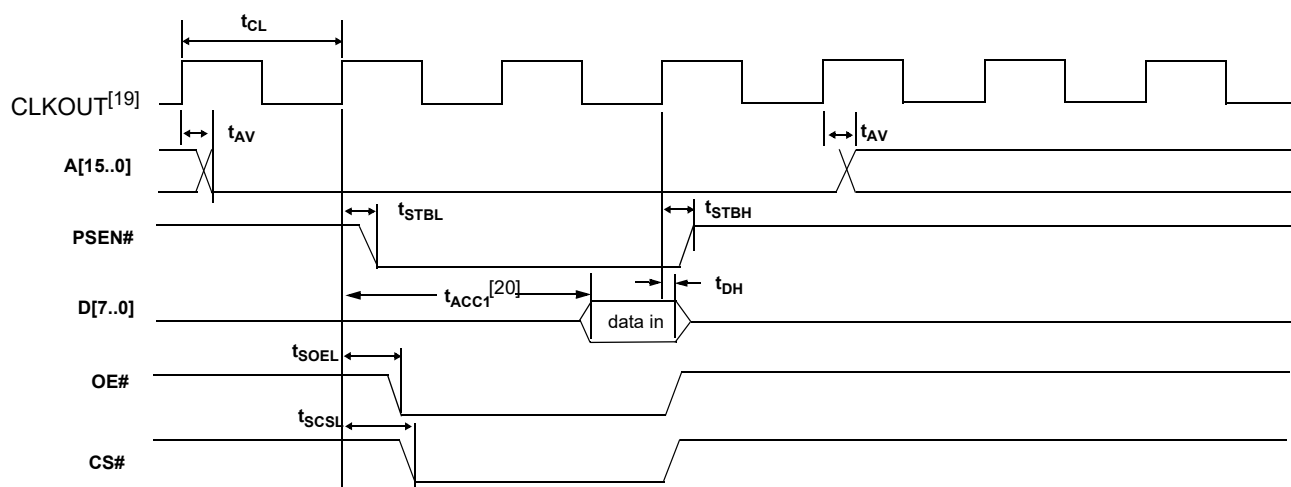 tCL
CLKOUT[19]
tAV
tAV
A[15..0]
tSTBL
tSTBH
PSEN#
tACC1[20]
tDH
D[7..0]
data in
tSOEL
OE#
tSCSL
CS#